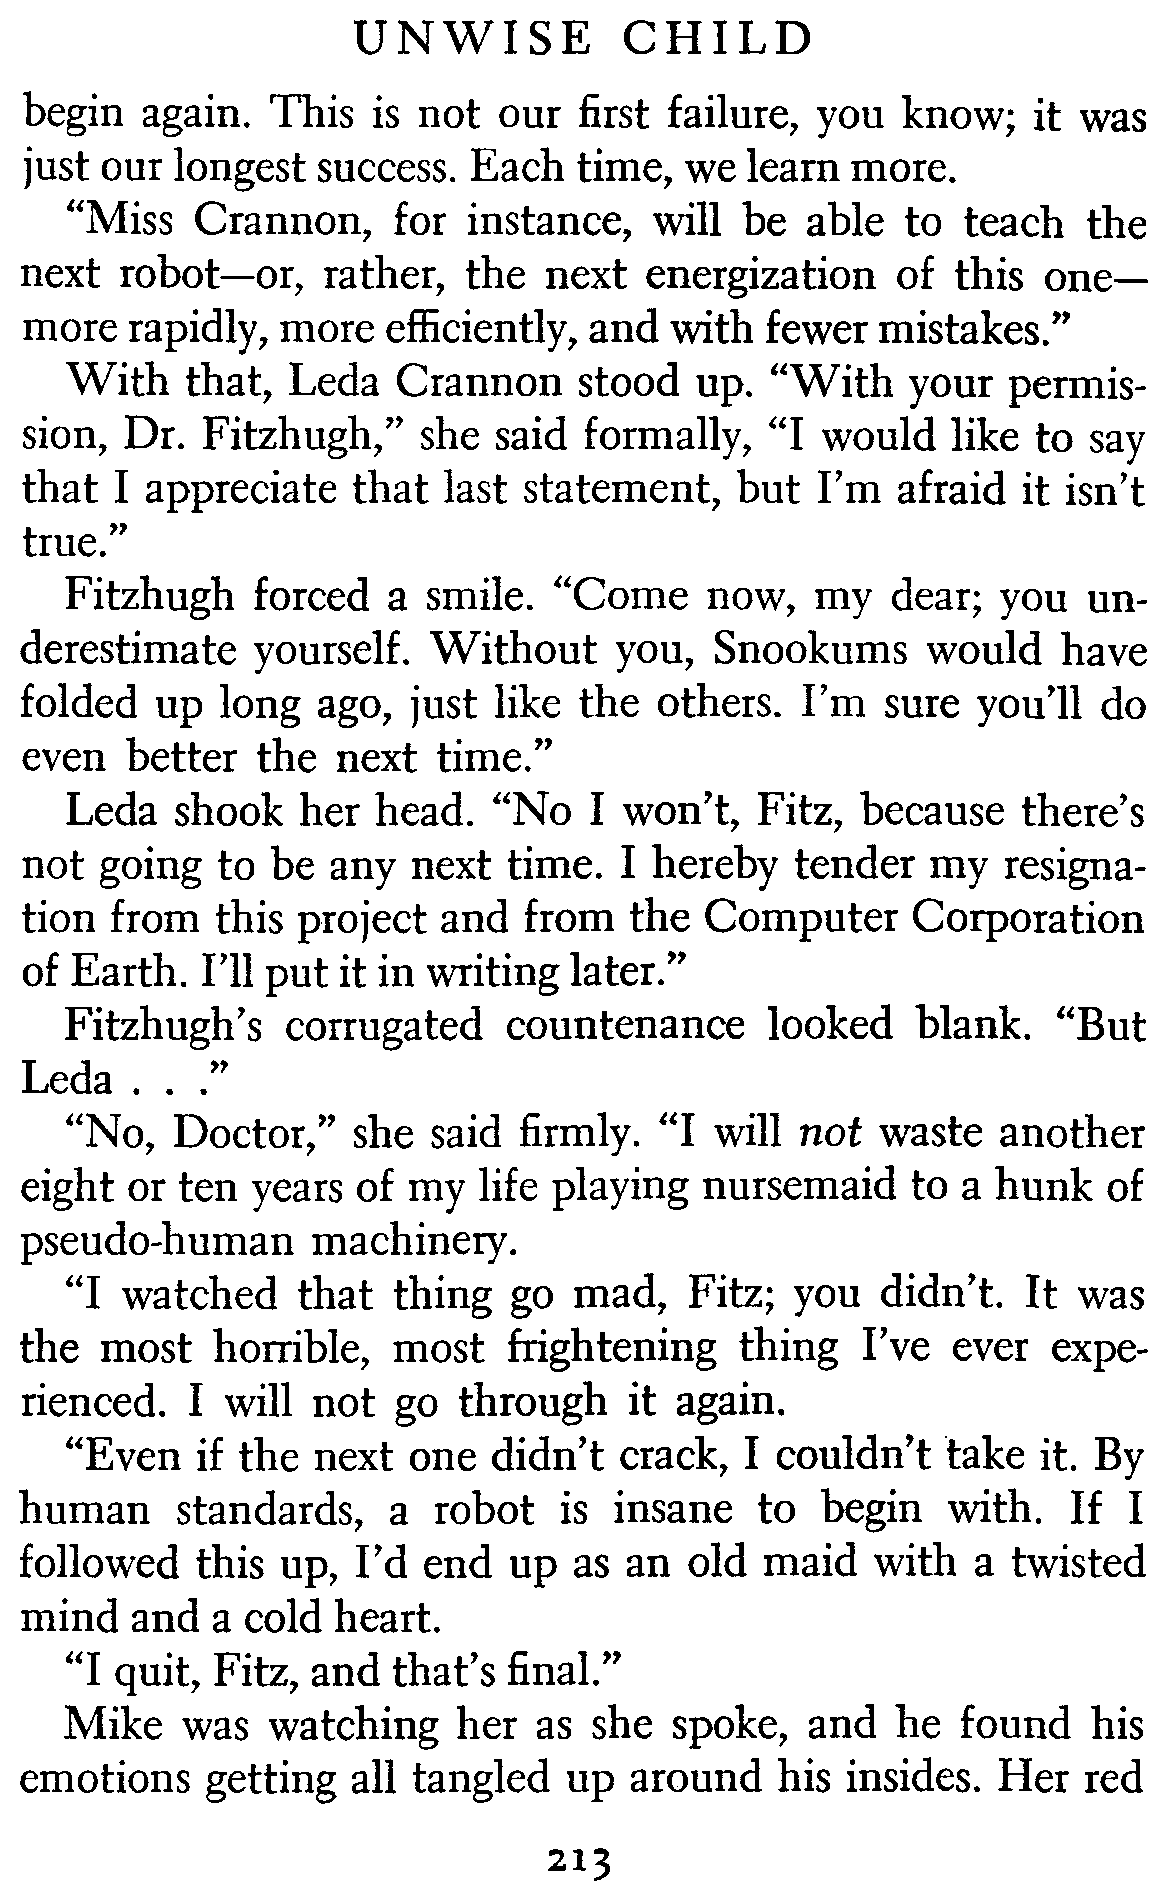 UNWISE CHILD
begin again. This is not our first failure, you know; it was
just our longest success. Each time, we learn more.
“Miss Crannon, for instance, will be able to teach the
next robot—or, rather, the next energization of this one—
more rapidly, more efficiently, and with fewer mistakes.”
With that, Leda Crannon stood up. “With your permis-
sion, Dr. Fitzhugh,” she said formally, “I would like to say
that I appreciate that last statement, but I’m afraid it isn’t
true.”
Fitzhugh forced a smile. “Come now, my dear; you un-
derestimate yourself. Without you, Snookums would have
folded up long ago, just like the others. I’m sure you’ll do
even better the next time.”
Leda shook her head. “No I won’t, Fitz, because there’s
not going to be any next time. I hereby tender my resigna-
tion from this project and from the Computer Corporation
of Earth. I’ll put it in writing later.”
Fitzhugh’s corrugated countenance looked blank. “But
Leda . . .”
“No, Doctor,” she said firmly. “I will not waste another
eight or ten years of my life playing nursemaid to a hunk of
pseudo-human machinery.
“I watched that thing go mad, Fitz; you didn’t. It was
the most horrible, most frightening thing I’ve ever expe-
rienced. I will not go through it again.
“Even if the next one didn’t crack, I couldn’t take it. By
human standards, a robot is insane to begin with. If I
followed this up, I’d end up as an old maid with a twisted
mind and a cold heart.
“I quit, Fitz, and that’s final.”
Mike was watching her as she spoke, and he found his
emotions getting all tangled up around his insides. Her red
213